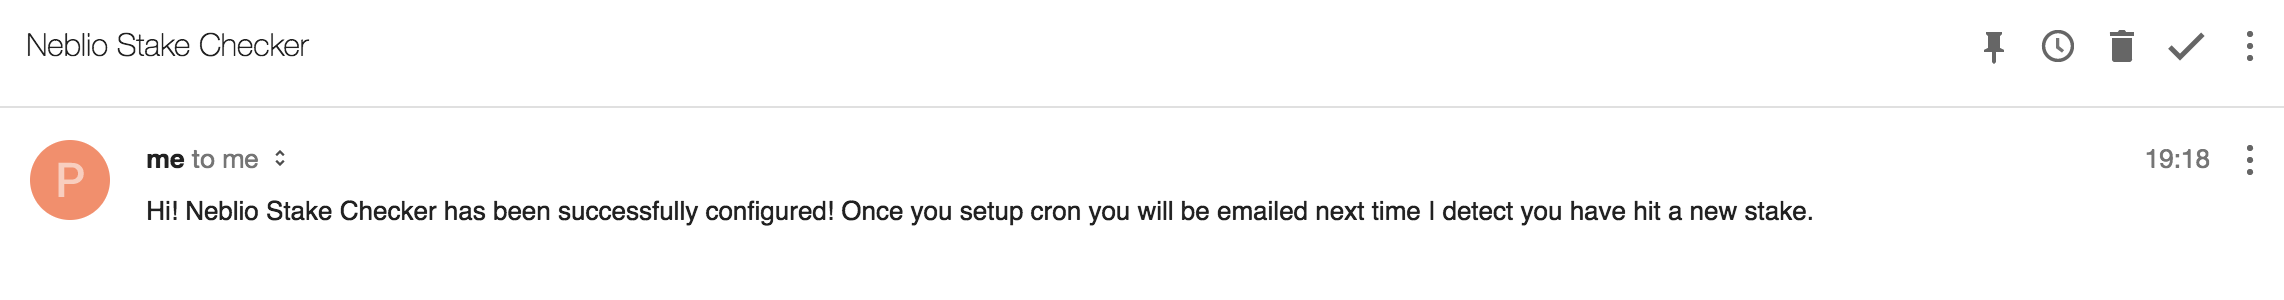 Neblio Stake Checker
P
me to me
19:18
Hi! Neblio Stake Checker has been successfully configured! Once you setup cron you will be emailed next time I detect you have hit a new stake.